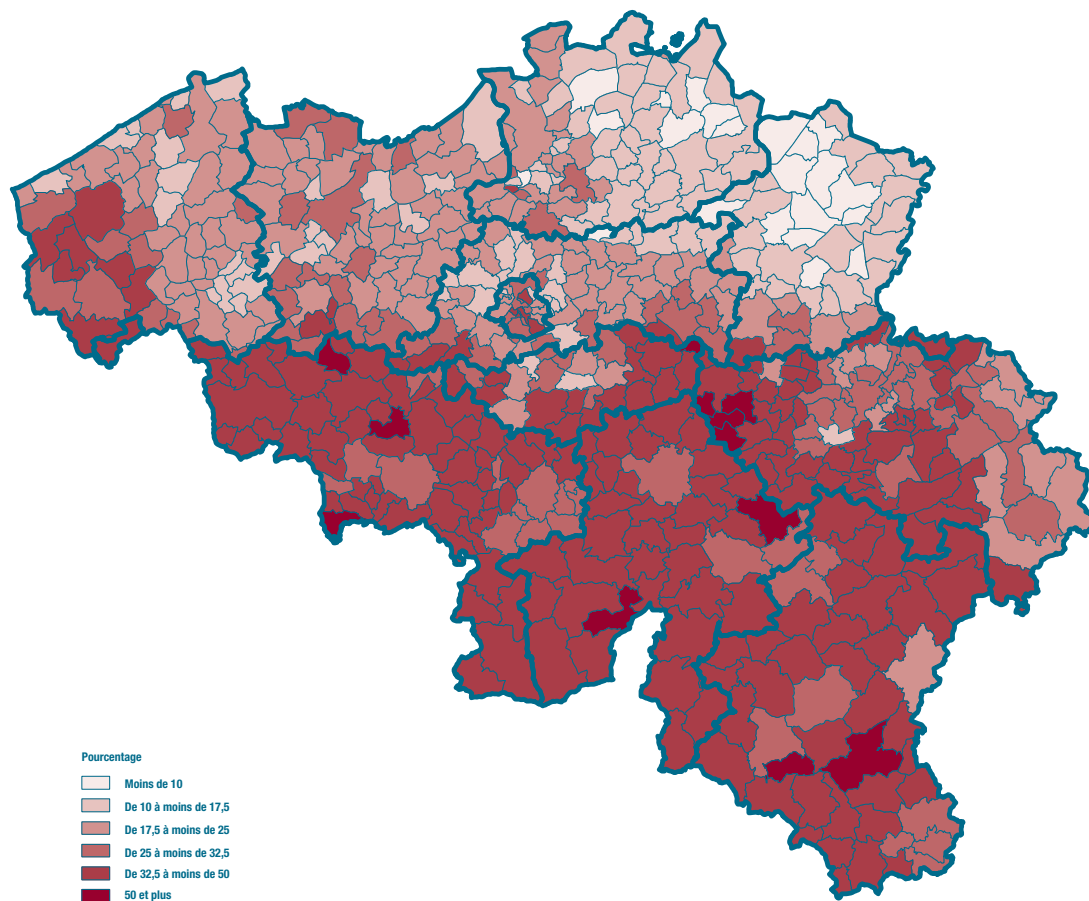 Pourcentage
Moins de 10
De 10 à moins de 17,5
De 17,5 à moins de 25
De 25 à moins de 32,5
De 32,5 à moins de 50
50 et plus